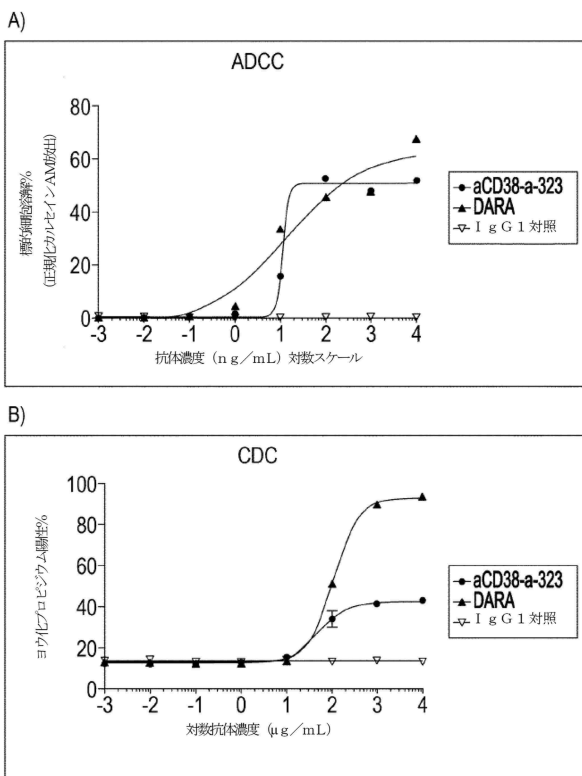 A)
ADCC
標的細胞溶解%
(正規化カルセインAM放出)
80
60
40
20
0
-3 -2 -1 0 1 2 3 4
抗体濃度(ng/mL)対数スケール
aCD38-a-323
DARA
IgG1対照
B)
CDC
ヨウ化プロピジウム陽性%
100
80
60
40
20
0
-3 -2 -1 0 1 2 3 4
対数抗体濃度(μg/mL)
aCD38-a-323
DARA
IgG1対照